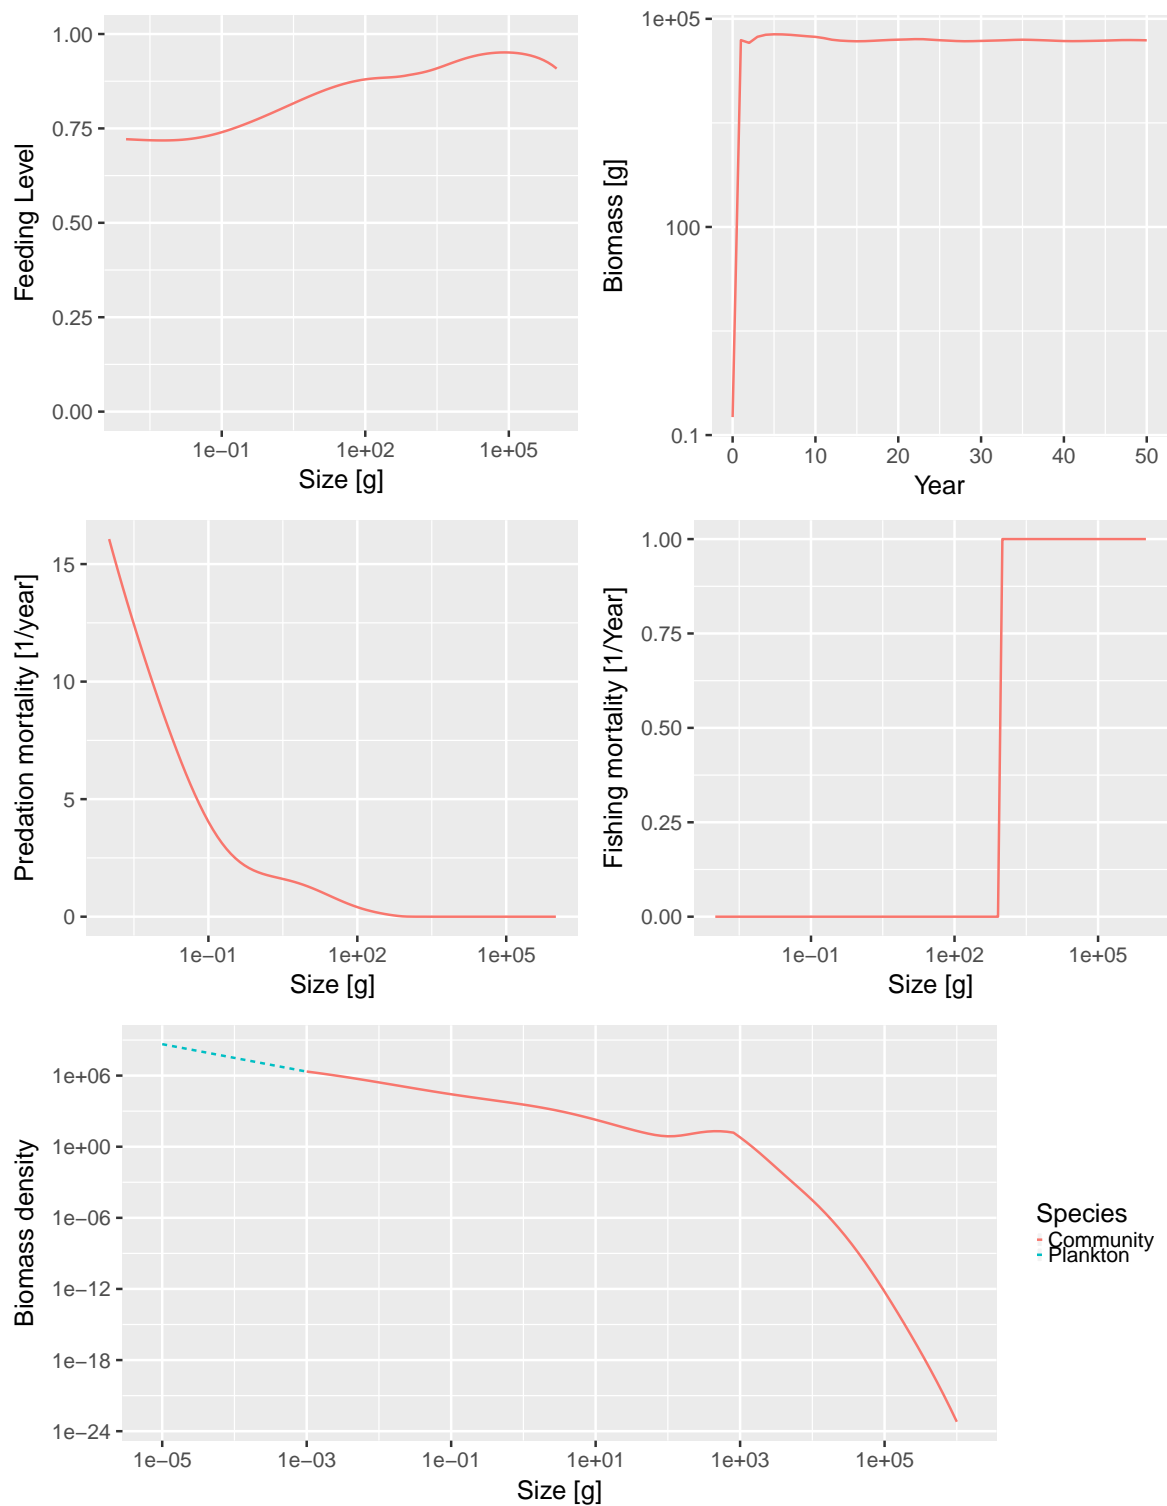 Feeding Level
1.00
0.75
0.50
0.25
0.00
1e−01 1e+02 1e+05
Size [g]
Biomass [g]
1e+05
100
0.1
0 10 20 30 40 50
Year
Predation mortality [1/year]
15
10
5
0
1e−01 1e+02 1e+05
Size [g]
Fishing mortality [1/Year]
1.00
0.75
0.50
0.25
0.00
1e−01 1e+02 1e+05
Size [g]
Biomass density
1e+06
1e+00
1e−06
1e−12
1e−18
1e−24
1e−05 1e−03 1e−01 1e+01 1e+03 1e+05
Size [g]
Species
Community
Plankton